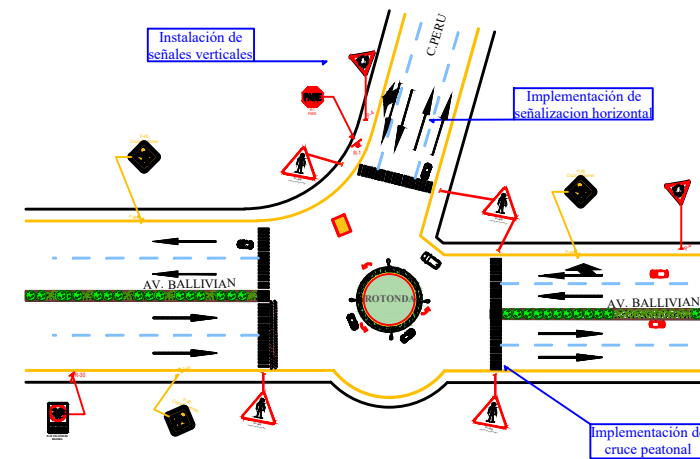 Instalación de
señales verticales
C.PERU
Implementación de
señalizacion horizontal
PARE
AV. BALLIVIAN
ROTONDA
AV. BALLIVIAN
Implementación de
cruce peatonal